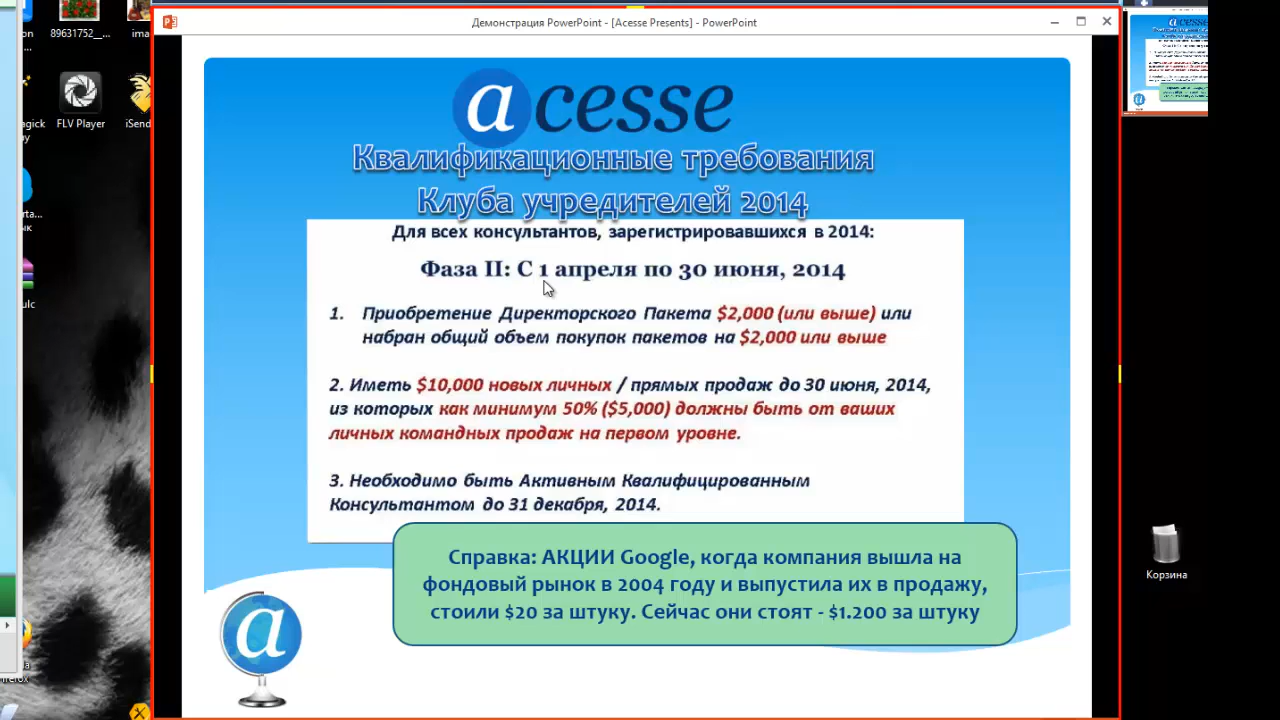 Демонстрация PowerPoint - [Acesse Presents] - PowerPoint
89631752__...
ima
FLV Player
iSend
acesse
Квалификационные требования
Клуба учредителей 2014
Для всех консультантов, зарегистрировавшихся в 2014:
Фаза II: С 1 апреля по 30 июня, 2014
1. Приобретение Директорского Пакета $2,000 (или выше) или
набран общий объем покупок пакетов на $2,000 или выше
2. Иметь $10,000 новых личных / прямых продаж до 30 июня, 2014,
из которых как минимум 50% ($5,000) должны быть от ваших
личных командных продаж на первом уровне.
3. Необходимо быть Активным Квалифицированным
Консультантом до 31 декабря, 2014.
Справка: АКЦИИ Google, когда компания вышла на
фондовый рынок в 2004 году и выпустила их в продажу,
стоили $20 за штуку. Сейчас они стоят - $1.200 за штуку
a
Корзина